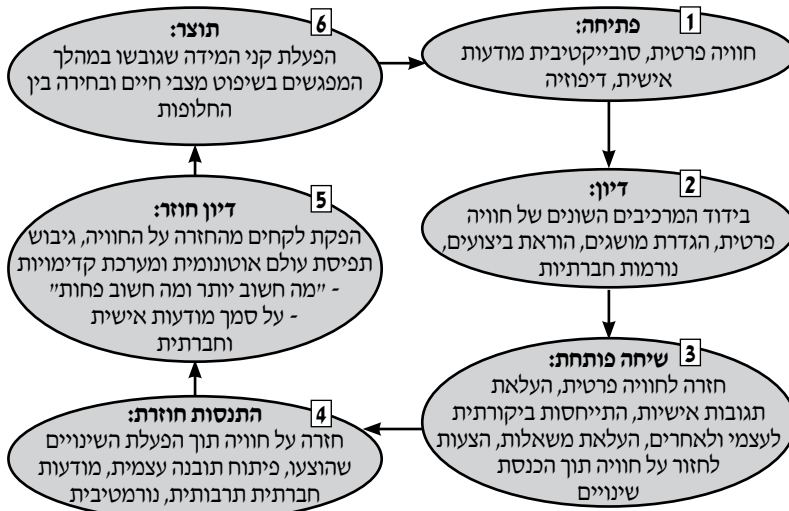 1
פתיחה:
חוויה פרטית, סובייקטיבית מודעות
אישית, דיפוזיה
2
דיון:
בידוד המרכיבים השונים של חוויה
פרטית, הגדרת מושגים, הוראת ביצועים,
נורמות חברתיות
3
שיחה פותחת:
חזרה לחוויה פרטית, העלאת
תגובות אישיות, התייחסות ביקורתית
לעצמי ולאחרים, העלאת משאלות, הצעות
לחזור על חוויה תוך הכנסת
שינויים
4
התנסות חוזרת:
חזרה על חוויה תוך הפעלת השינויים
שהוצעו, פיתוח תובנה עצמית, מודעות
חברתית תרבותית, נורמטיבית
5
דיון חוזר:
הפקת לקחים מהחזרה על החוויה, גיבוש
תפיסת עולם אוטונומית ומערכת קדימויות
- "מה חשוב יותר ומה חשוב פחות"
- על סמך מודעות אישית
וחברתית
6
תוצר:
הפעלת קני המידה שגובשו במהלך
המפגשים בשיפוט מצבי חיים ובחירה בין
החלופות